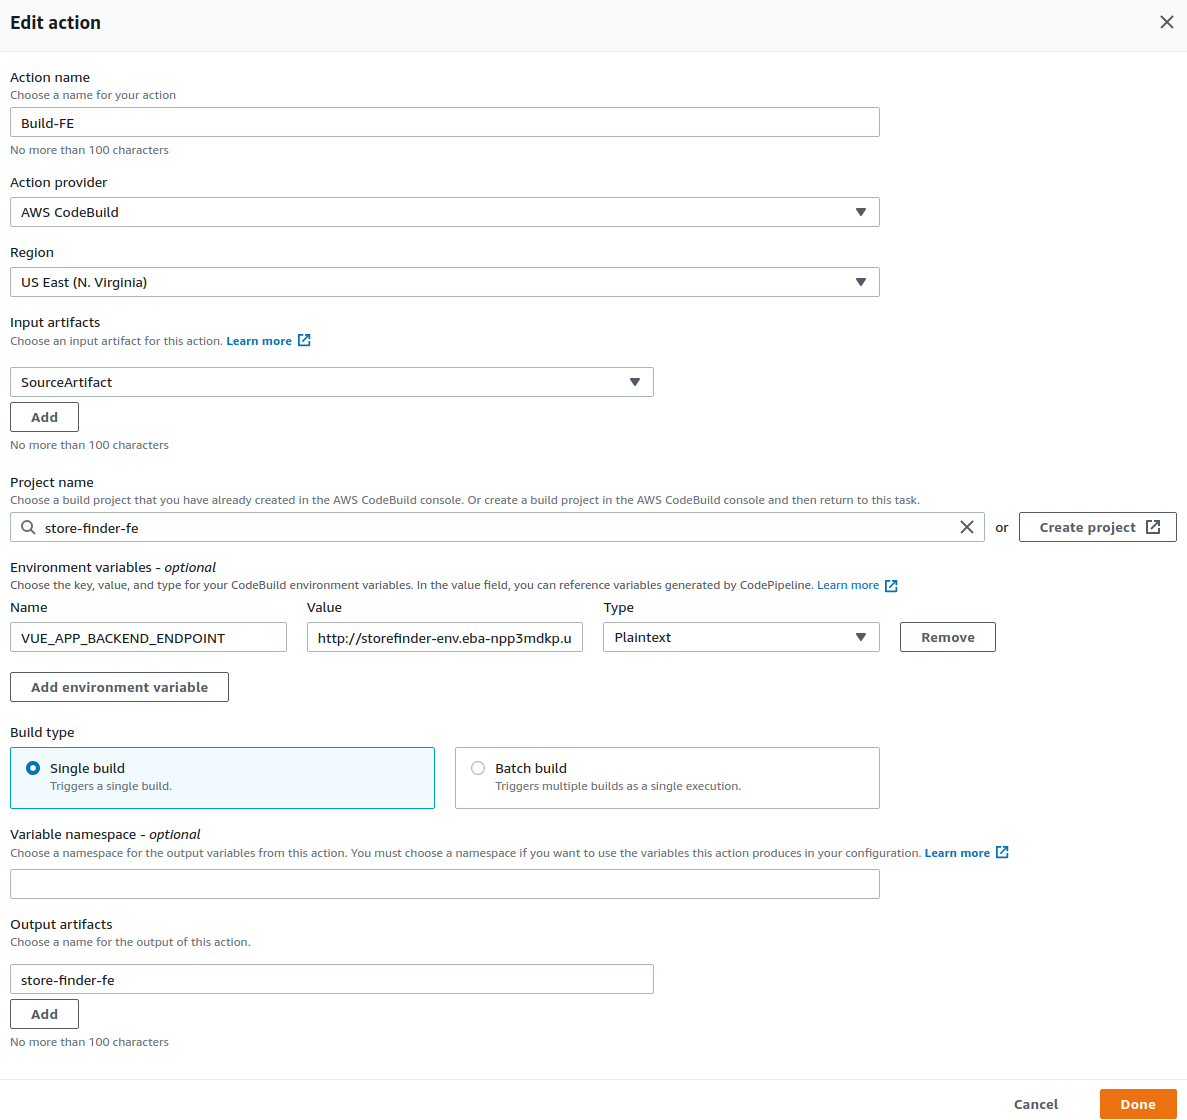 Edit action
Action name
Choose a name for your action
Build-FE
No more than 100 characters
Action provider
AWS CodeBuild
Region
US East (N. Virginia)
Input artifacts
Choose an input artifact for this action. Learn more
SourceArtifact
Add
No more than 100 characters
Project name
Choose a build project that you have already created in the AWS CodeBuild console. Or create a build project in the AWS CodeBuild console and then return to this task.
store-finder-fe or Create project
Environment variables - optional
Choose the key, value, and type for your CodeBuild environment variables. In the value field, you can reference variables generated by CodePipeline. Learn more
Name Value Type
VUE_APP_BACKEND_ENDPOINT http://storefinder-env.eba-npp3mdkp.u Plaintext Remove
Add environment variable
Build type
Single build Batch build
Triggers a single build. Triggers multiple builds as a single execution.
Variable namespace - optional
Choose a namespace for the output variables from this action. You must choose a namespace if you want to use the variables this action produces in your configuration. Learn more
Output artifacts
Choose a name for the output of this action.
store-finder-fe
Add
No more than 100 characters
Cancel Done